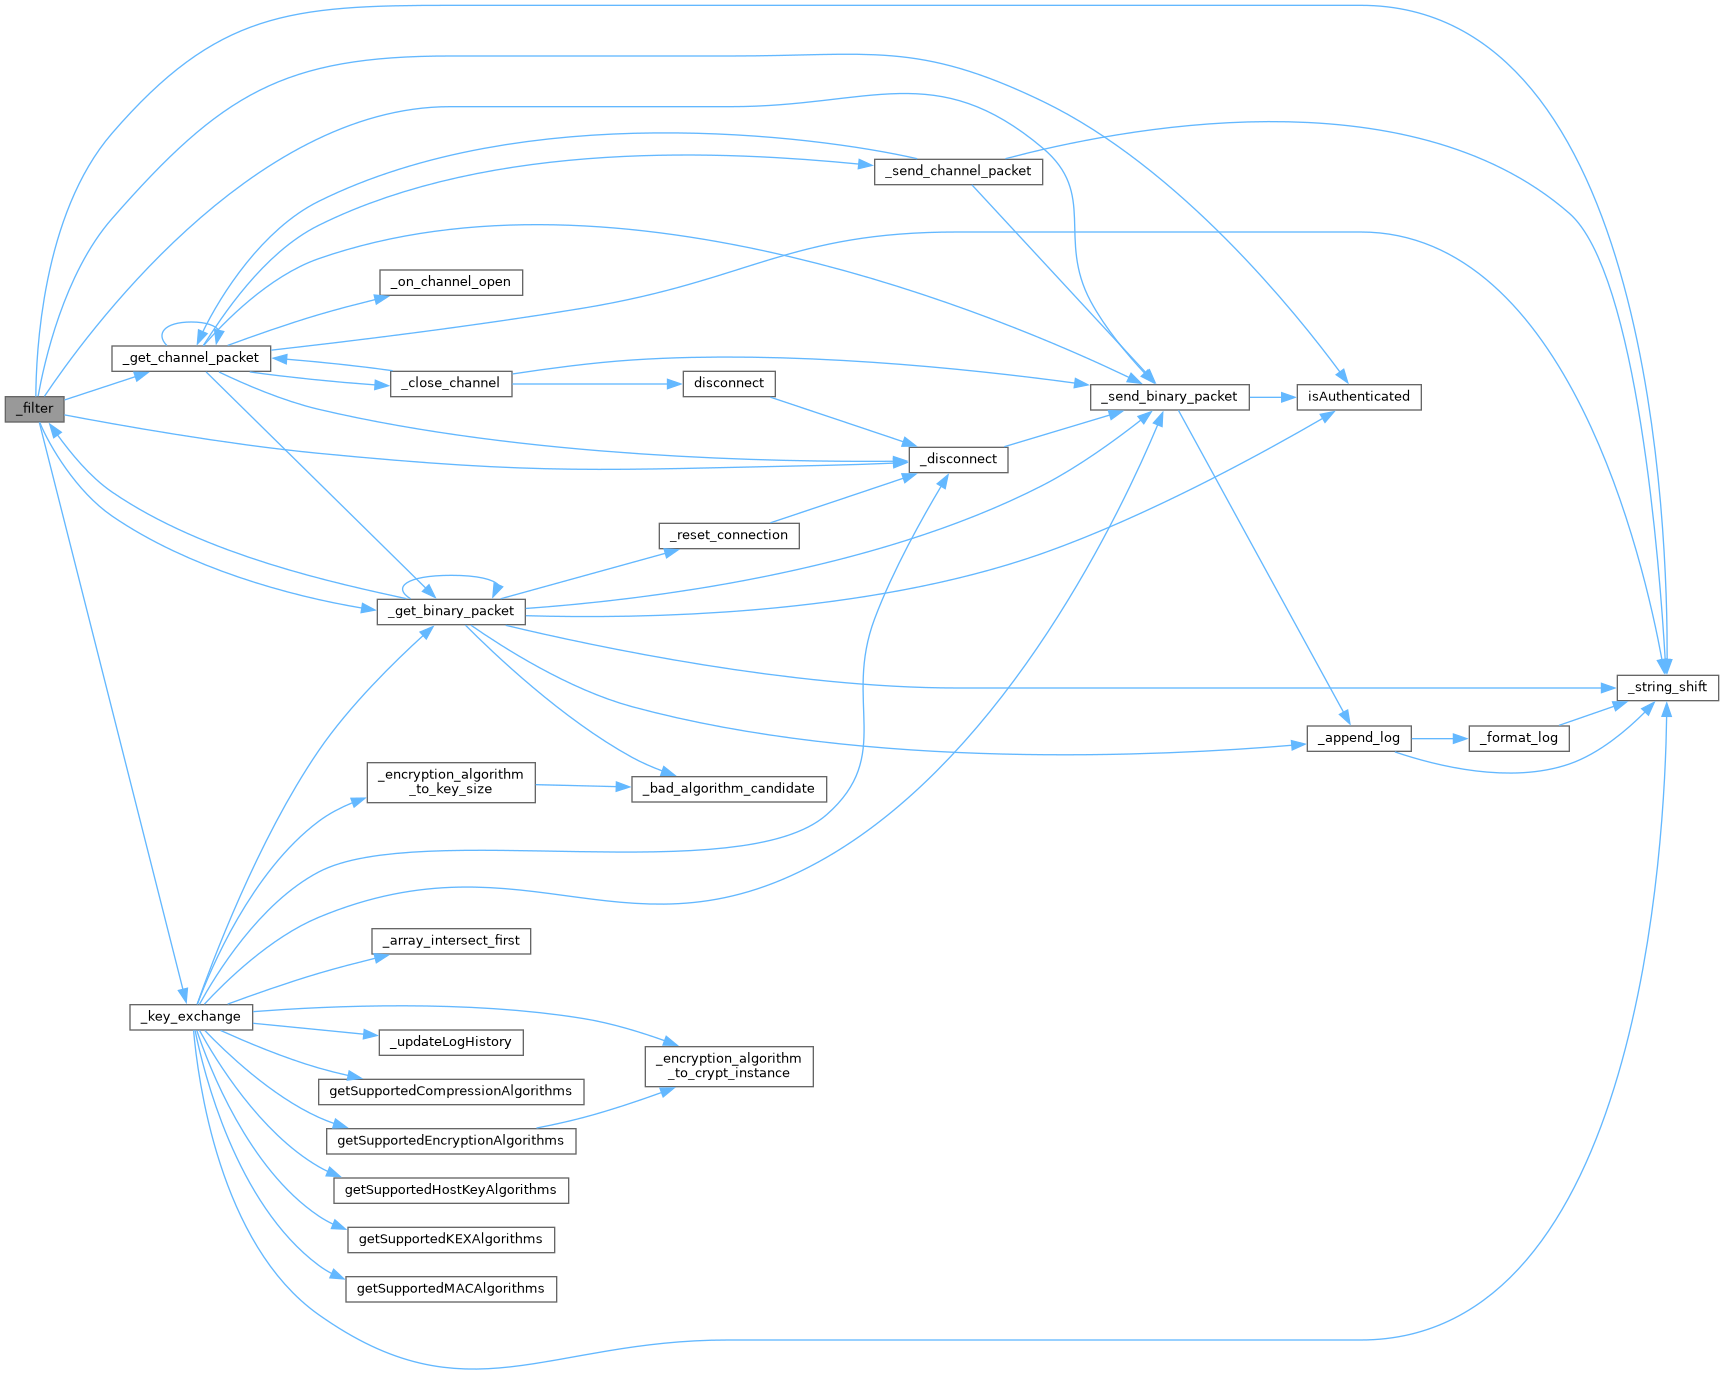 _send_channel_packet
_on_channel_open
_get_channel_packet
_close_channel
disconnect
_send_binary_packet
isAuthenticated
_filter
_disconnect
_reset_connection
_get_binary_packet
_string_shift
_append_log
_format_log
_encryption_algorithm
_to_key_size
_bad_algorithm_candidate
_array_intersect_first
_key_exchange
_updateLogHistory
_encryption_algorithm
_to_crypt_instance
getSupportedCompressionAlgorithms
getSupportedEncryptionAlgorithms
getSupportedHostKeyAlgorithms
getSupportedKEXAlgorithms
getSupportedMACAlgorithms